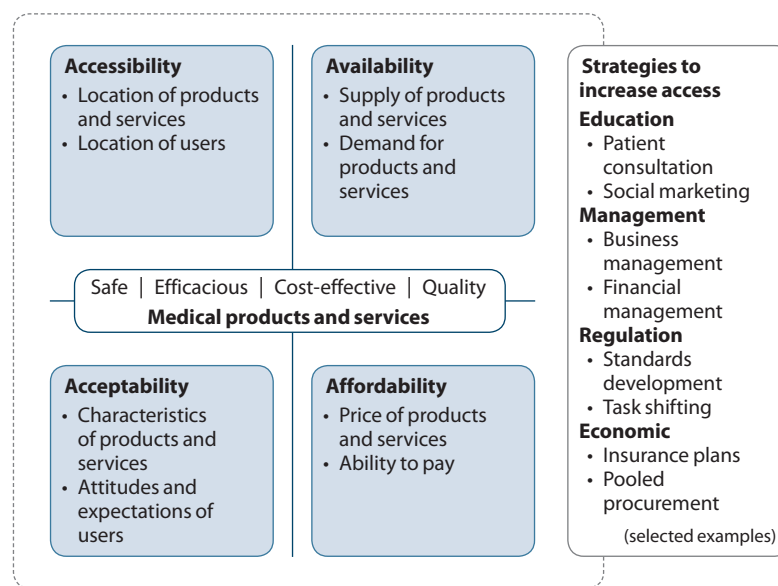 Accessibility
• Location of products
and services
• Location of users
Availability
• Supply of products
and services
• Demand for
products and
services
Safe | Efficacious | Cost-effective | Quality
Medical products and services
Acceptability
• Characteristics
of products and
services
• Attitudes and
expectations of
users
Affordability
• Price of products
and services
• Ability to pay
Strategies to
increase access
Education
• Patient
consultation
• Social marketing
Management
• Business
management
• Financial
management
Regulation
• Standards
development
• Task shifting
Economic
• Insurance plans
• Pooled
procurement
(selected examples)